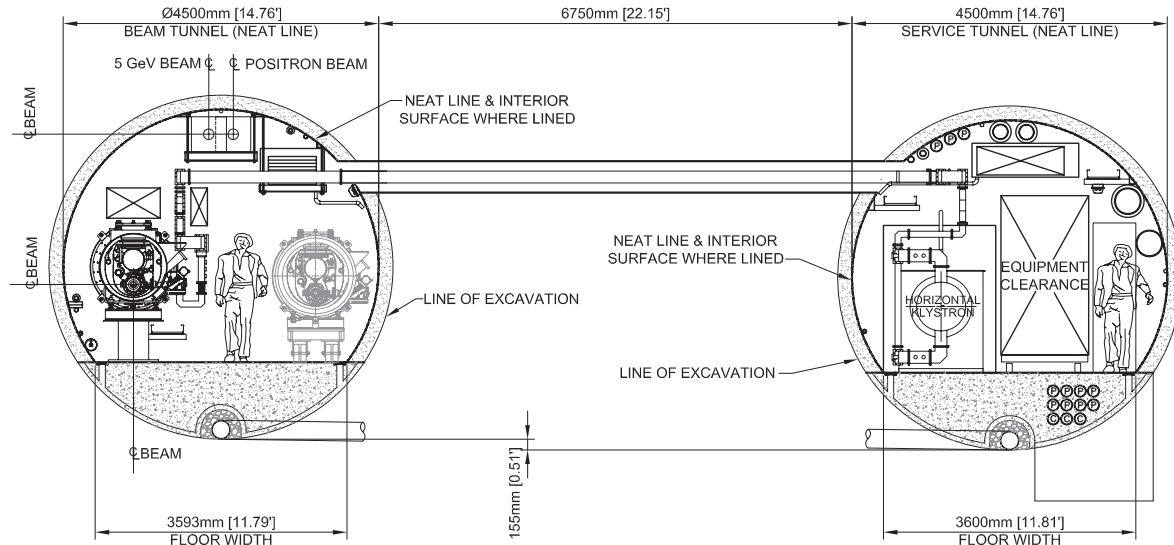 Ø4500mm [14.76']
BEAM TUNNEL (NEAT LINE)
6750mm [22.15']
4500mm [14.76']
SERVICE TUNNEL (NEAT LINE)
5 GeV BEAM ℄
℄ POSITRON BEAM
℄ BEAM
NEAT LINE & INTERIOR
SURFACE WHERE LINED
P
P
P
P
℄ BEAM
NEAT LINE & INTERIOR
SURFACE WHERE LINED
EQUIPMENT
CLEARANCE
HORIZONTAL
KLYSTRON
LINE OF EXCAVATION
LINE OF EXCAVATION
P P P P
P P P P
C C C
℄ BEAM
155mm [0.51']
3593mm [11.79']
FLOOR WIDTH
3600mm [11.81']
FLOOR WIDTH